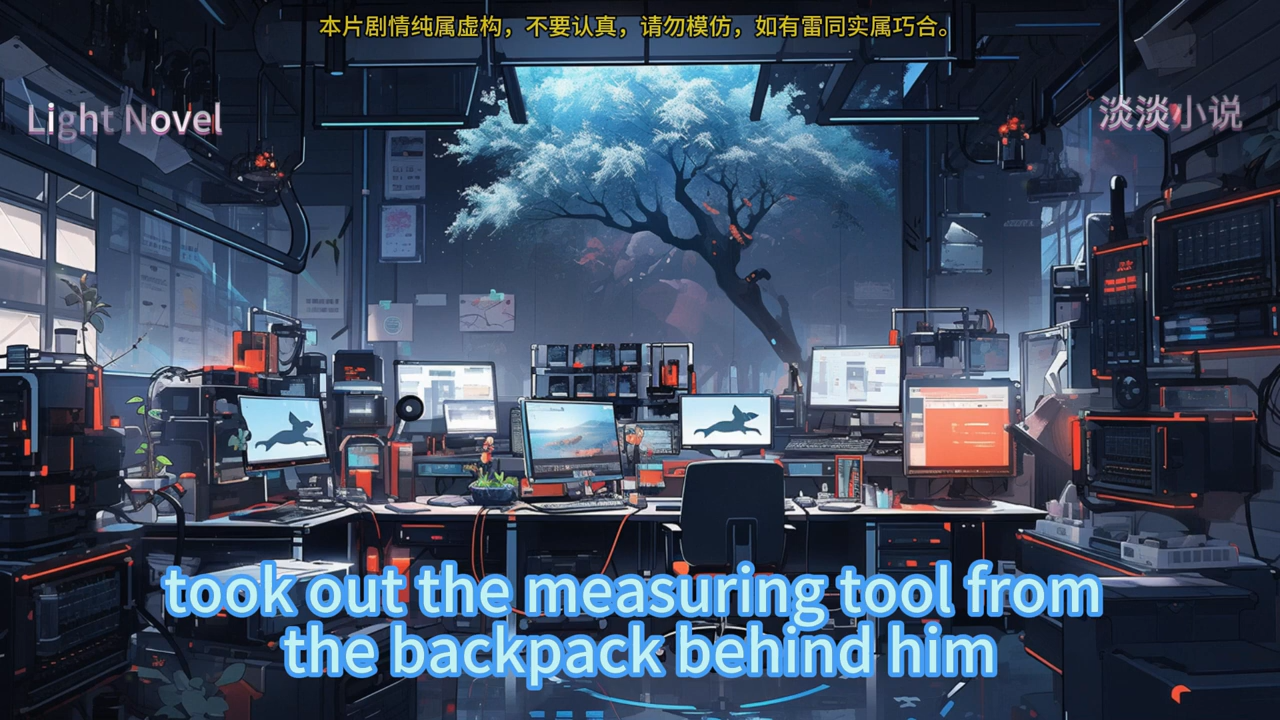 本片剧情纯属虚构，不要认真，请勿模仿，如有雷同实属巧合。
Light Novel
淡淡小说
took out the measuring tool from
the backpack behind him